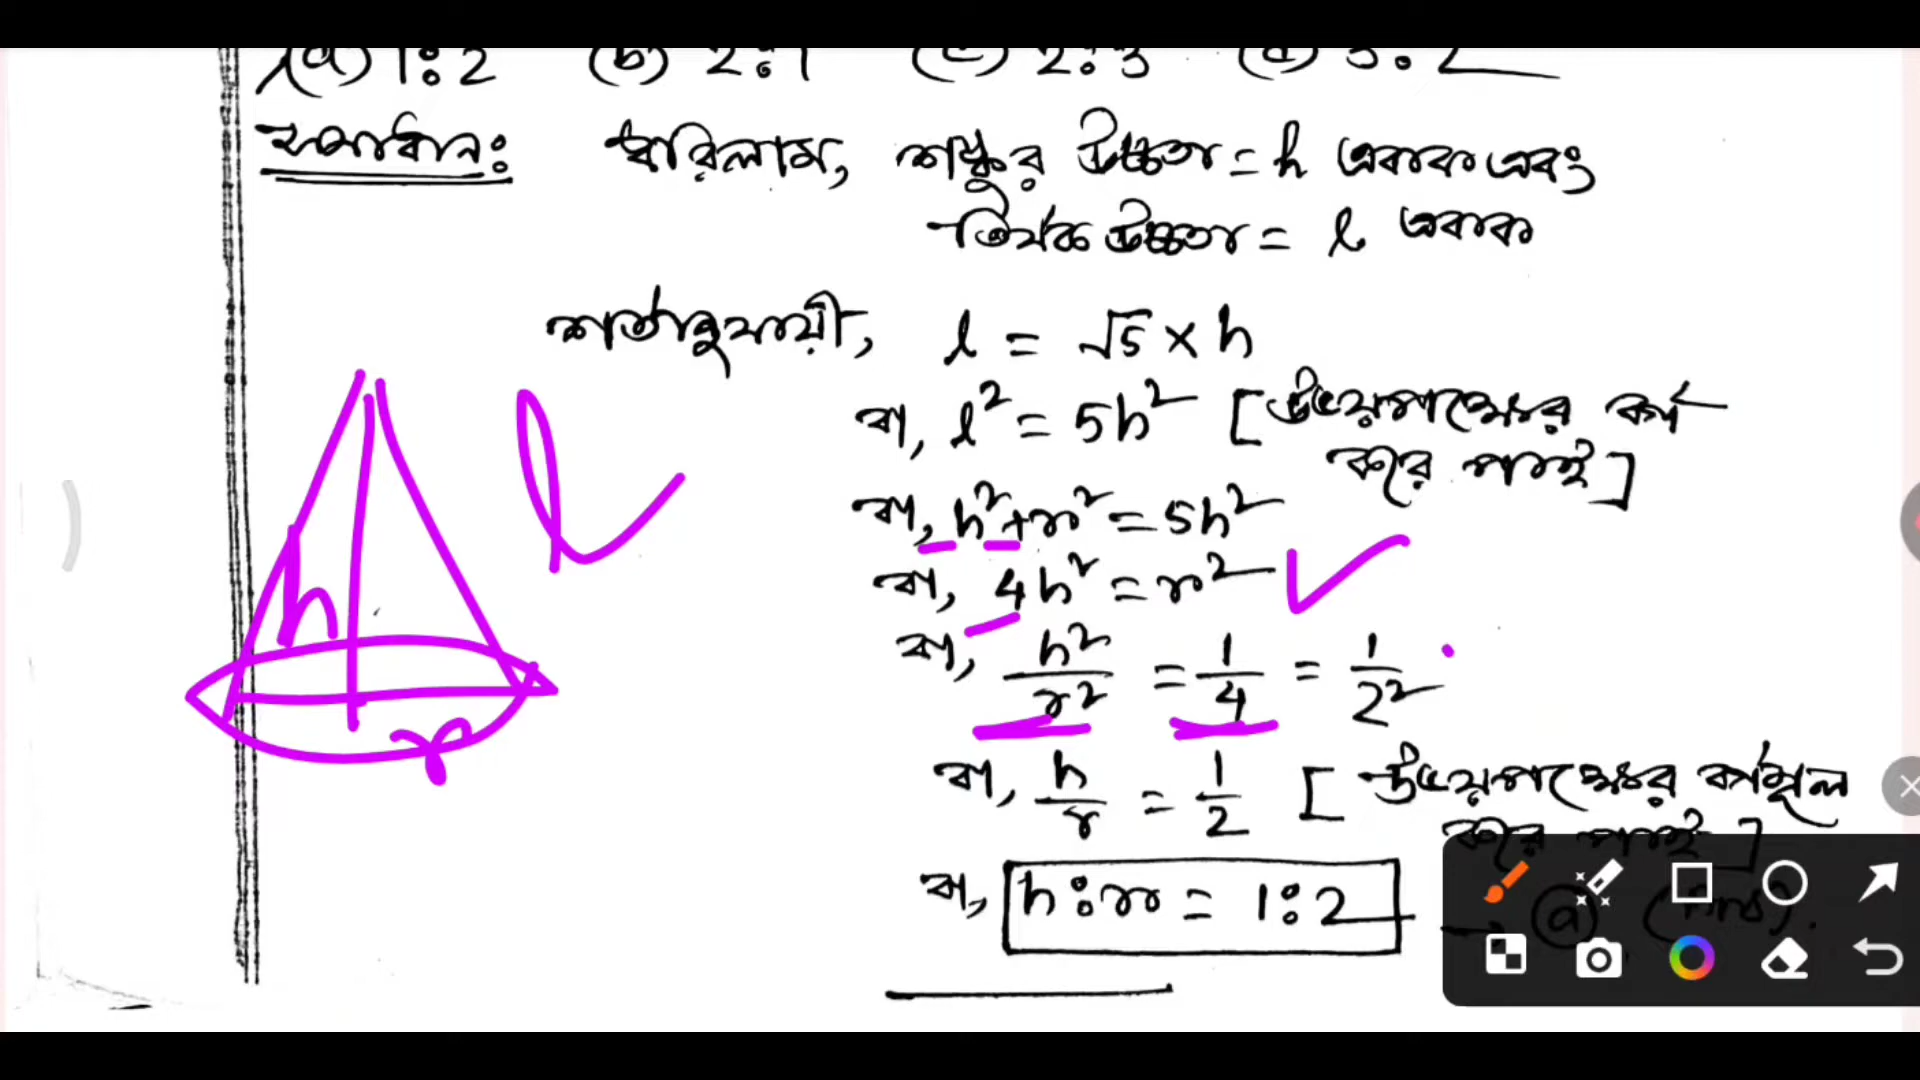 (a) 1:2 (b) 2:1 (c) 2:3 (d) 3:2
সমাধান: ধরিলাম, শঙ্কুর উচ্চতা = h একক এবং
তির্যক উচ্চতা = l একক
শর্তানুযায়ী, l = √5 × h
বা, l² = 5h² [উভয়পক্ষের বর্গ
করে পাই]
বা, h²+r² = 5h²
বা, 4h² = r²
বা, h²/r² = 1/4 = 1/2²
বা, h/r = 1/2 [উভয়পক্ষের বর্গমূল
করে পাই]
বা, h:r = 1:2 → (a) (Ans).
l
h
r